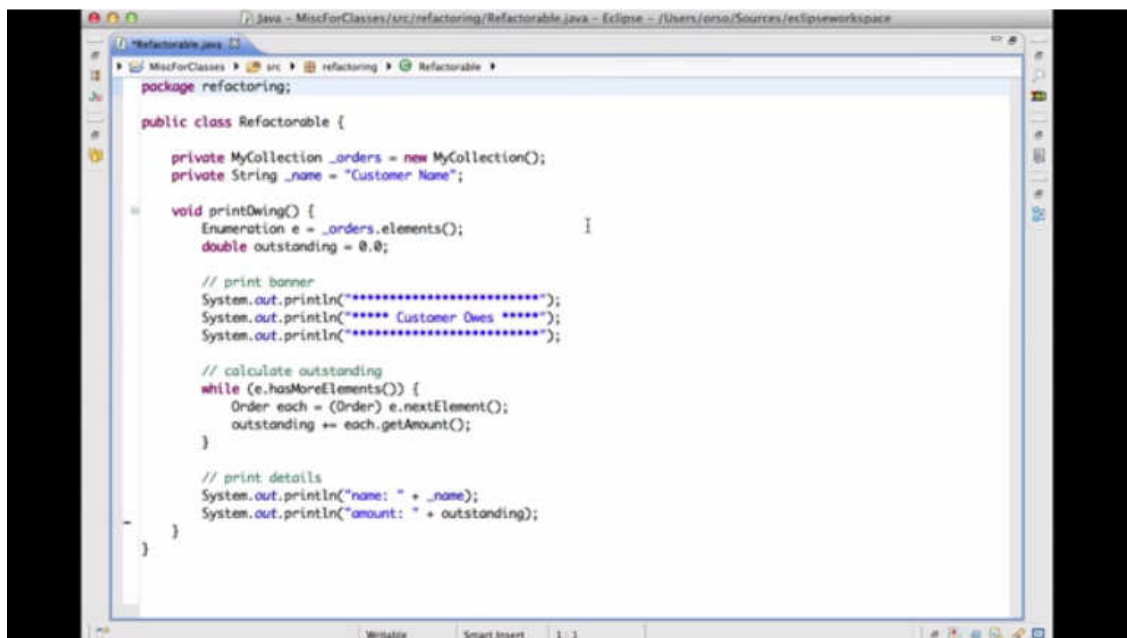 Java - MiscForClasses/src/refactoring/Refactorable.java - Eclipse - /Users/orso/Sources/eclipseworkspace
*Refactorable.java
MiscForClasses src refactoring Refactorable
package refactoring;
public class Refactorable {
private MyCollection _orders = new MyCollection();
private String _name = "Customer Name";
void printOwing() {
Enumeration e = _orders.elements();
double outstanding = 0.0;
// print banner
System.out.println("*************************");
System.out.println("***** Customer Owes *****");
System.out.println("*************************");
// calculate outstanding
while (e.hasMoreElements()) {
Order each = (Order) e.nextElement();
outstanding += each.getAmount();
}
// print details
System.out.println("name: " + _name);
System.out.println("amount: " + outstanding);
}
}
Writable Smart Insert 1 : 1